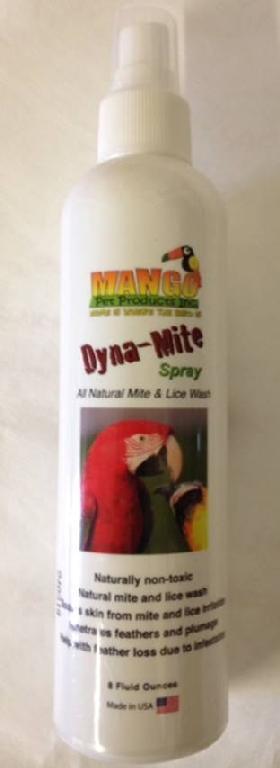 MANGO
Pet Products Inc.
Dyna-Mite
Spray
All Natural Mite & Lice Wash
Naturally non-toxic
Natural mite and lice wash
skin from mite and lice
feathers and plumage
with feather loss due to
8 Fluid Ounces
Made in USA